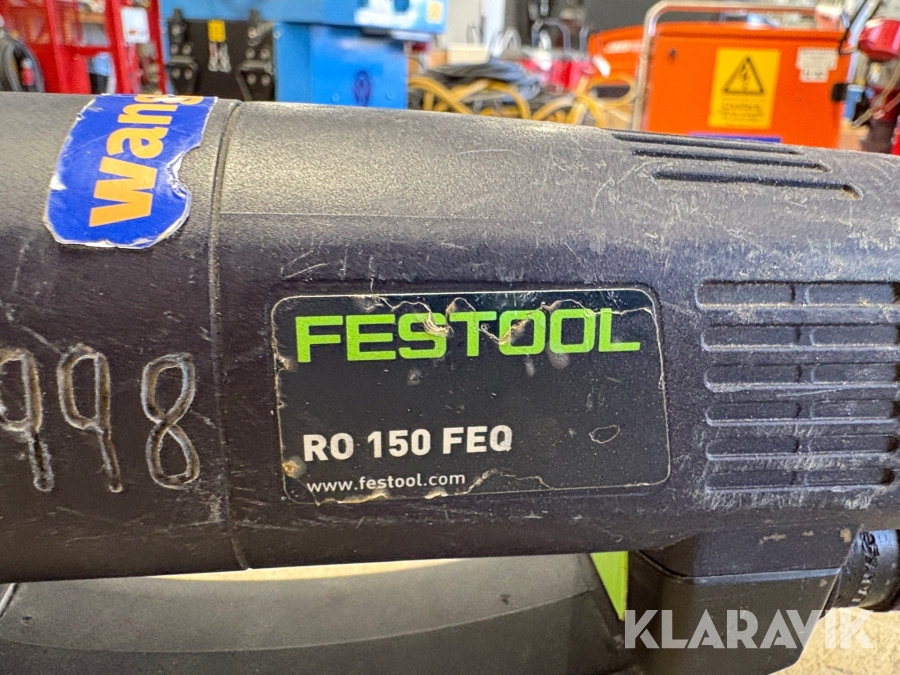 wang
998
FESTOOL
RO 150 FEQ
www.festool.com
KLARAVIK